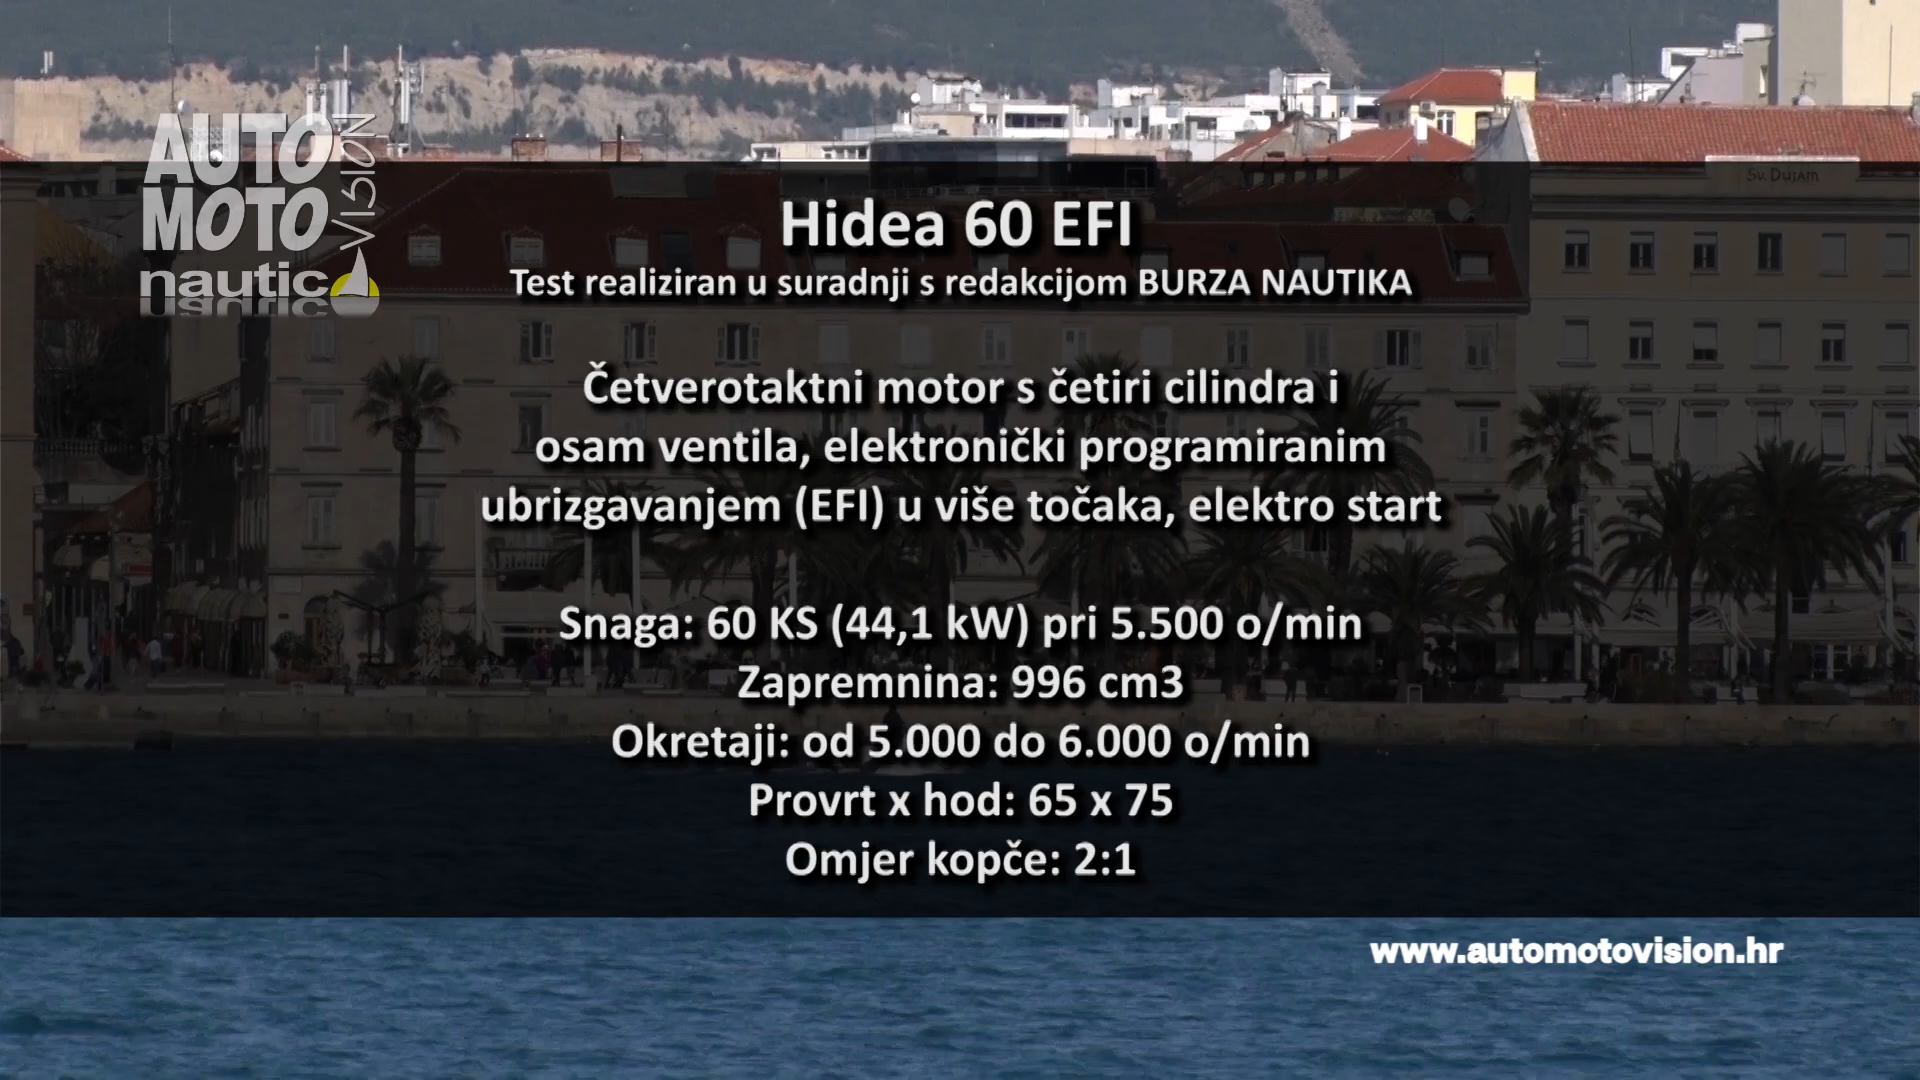 AUTO
MOTO
VISION
nautic
Sv. Dujam
Hidea 60 EFI
Test realiziran u suradnji s redakcijom BURZA NAUTIKA
Četverotaktni motor s četiri cilindra i
osam ventila, elektronički programiranim
ubrizgavanjem (EFI) u više točaka, elektro start
Snaga: 60 KS (44,1 kW) pri 5.500 o/min
Zapremnina: 996 cm3
Okretaji: od 5.000 do 6.000 o/min
Provrt x hod: 65 x 75
Omjer kopče: 2:1
www.automotovision.hr